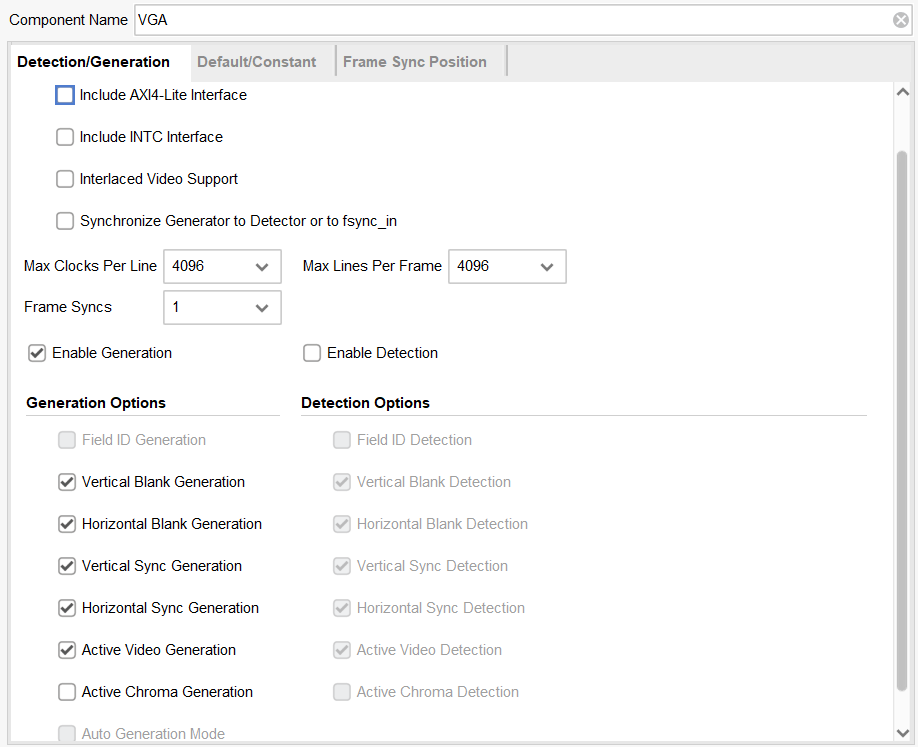 Component Name VGA
Detection/Generation Default/Constant Frame Sync Position
Include AXI4-Lite Interface
Include INTC Interface
Interlaced Video Support
Synchronize Generator to Detector or to fsync_in
Max Clocks Per Line 4096 Max Lines Per Frame 4096
Frame Syncs 1
Enable Generation Enable Detection
Generation Options Detection Options
Field ID Generation Field ID Detection
Vertical Blank Generation Vertical Blank Detection
Horizontal Blank Generation Horizontal Blank Detection
Vertical Sync Generation Vertical Sync Detection
Horizontal Sync Generation Horizontal Sync Detection
Active Video Generation Active Video Detection
Active Chroma Generation Active Chroma Detection
Auto Generation Mode